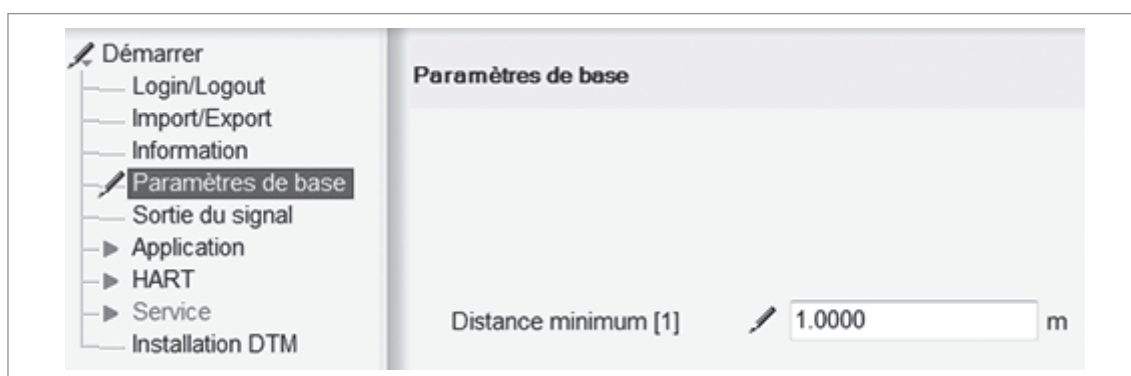 Démarrer
Login/Logout
Import/Export
Information
Paramètres de base
Sortie du signal
Application
HART
Service
Installation DTM
Paramètres de base
Distance minimum [1] 1.0000 m